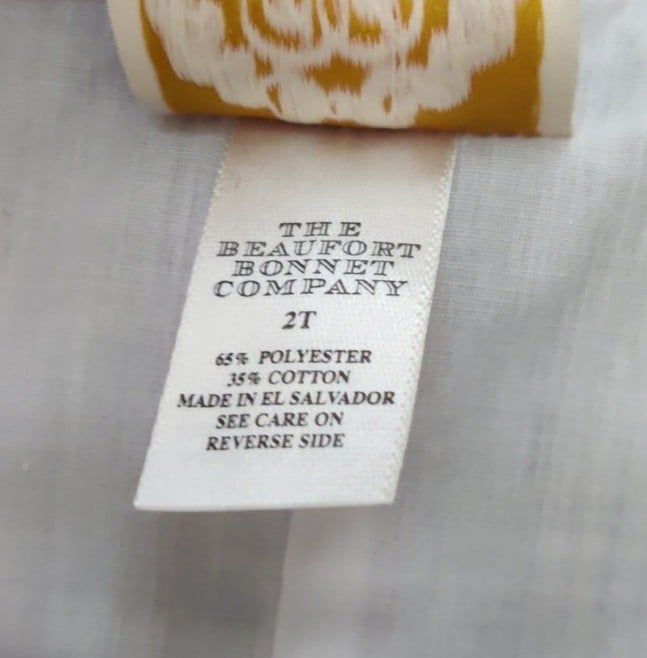 THE
BEAUFORT
BONNET
COMPANY
2T
65% POLYESTER
35% COTTON
MADE IN EL SALVADOR
SEE CARE ON
REVERSE SIDE